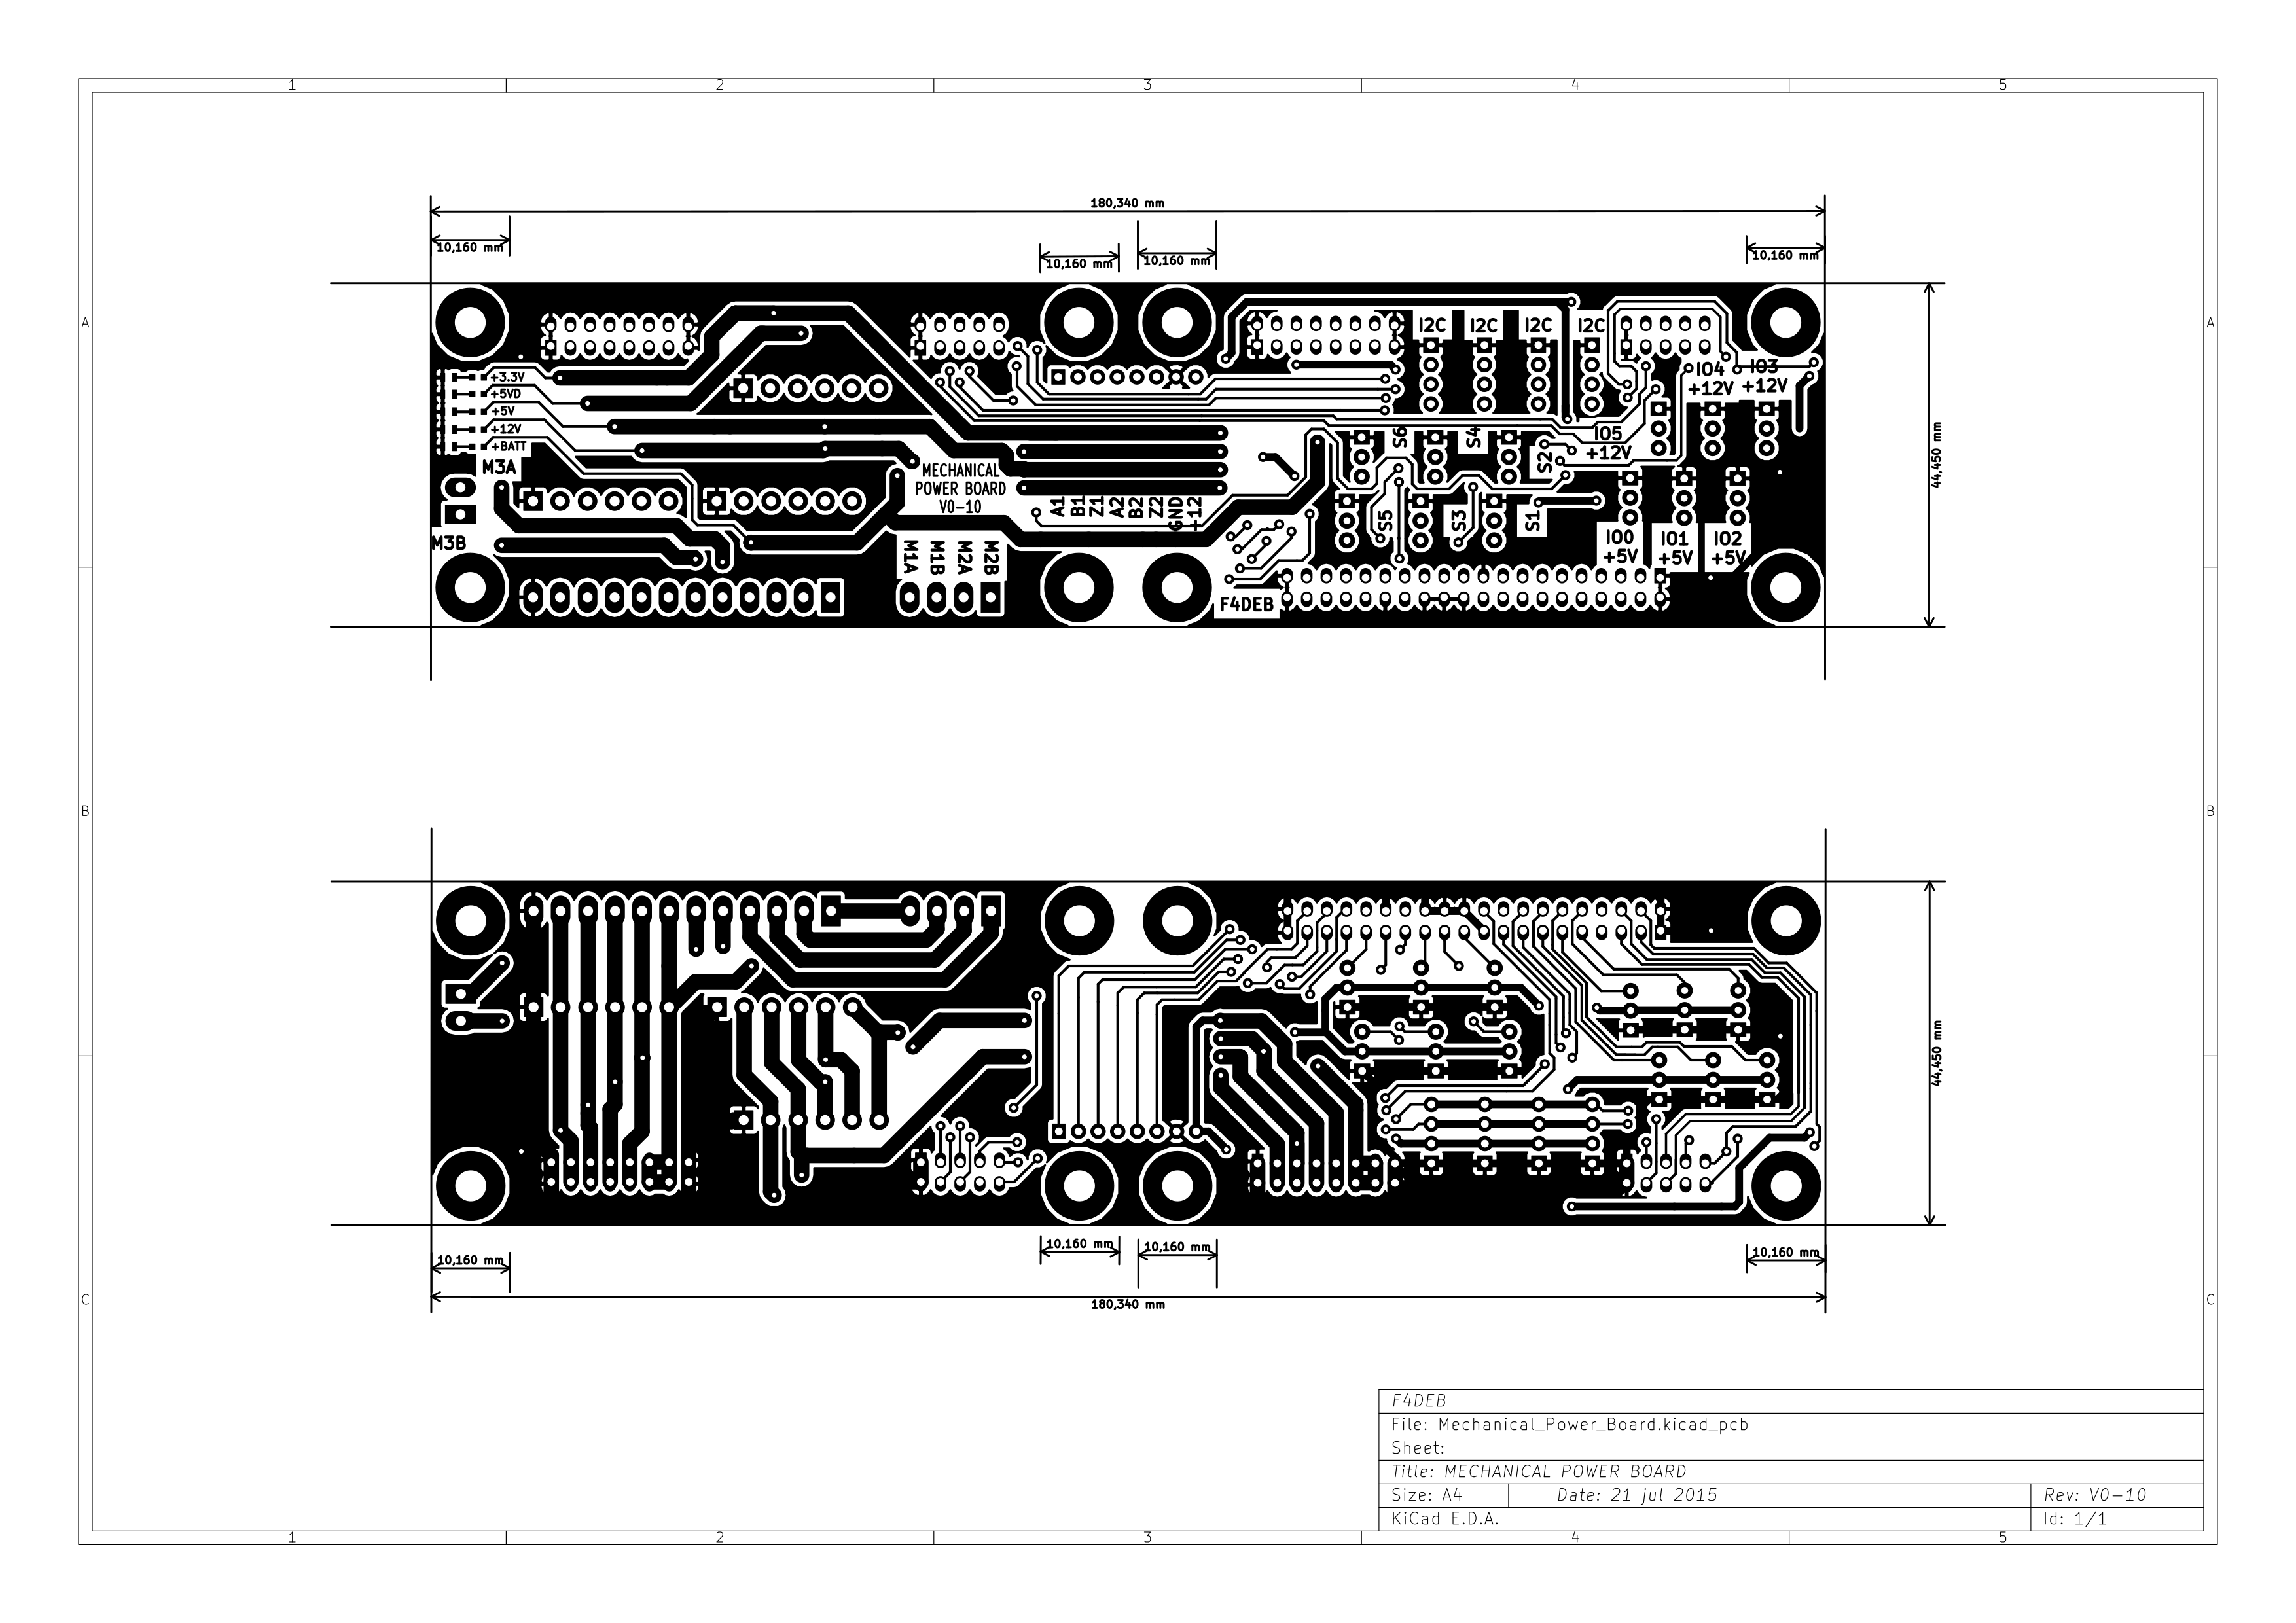 1 2 3 4 5
180,340 mm
10,160 mm 10,160 mm 10,160 mm 10,160 mm
A A
I2C I2C I2C I2C
+3.3V
+5VD
+5V
+12V
+BATT
IO4 IO3
+12V +12V
M3A
M3B
MECHANICAL
POWER BOARD
V0-10
A1
B1
Z1
A2
B2
Z2
GND
+12
S6
S4
S2
IO5
+12V
S5
S3
S1
IO0
+5V
IO1
+5V
IO2
+5V
M1A
M1B
M2A
M2B
F4DEB
44,450 mm
B B
44,450 mm
10,160 mm 10,160 mm 10,160 mm 10,160 mm
180,340 mm
C C
F4DEB
File: Mechanical_Power_Board.kicad_pcb
Sheet:
Title: MECHANICAL POWER BOARD
Size: A4 Date: 21 jul 2015 Rev: V0-10
KiCad E.D.A. Id: 1/1
1 2 3 4 5